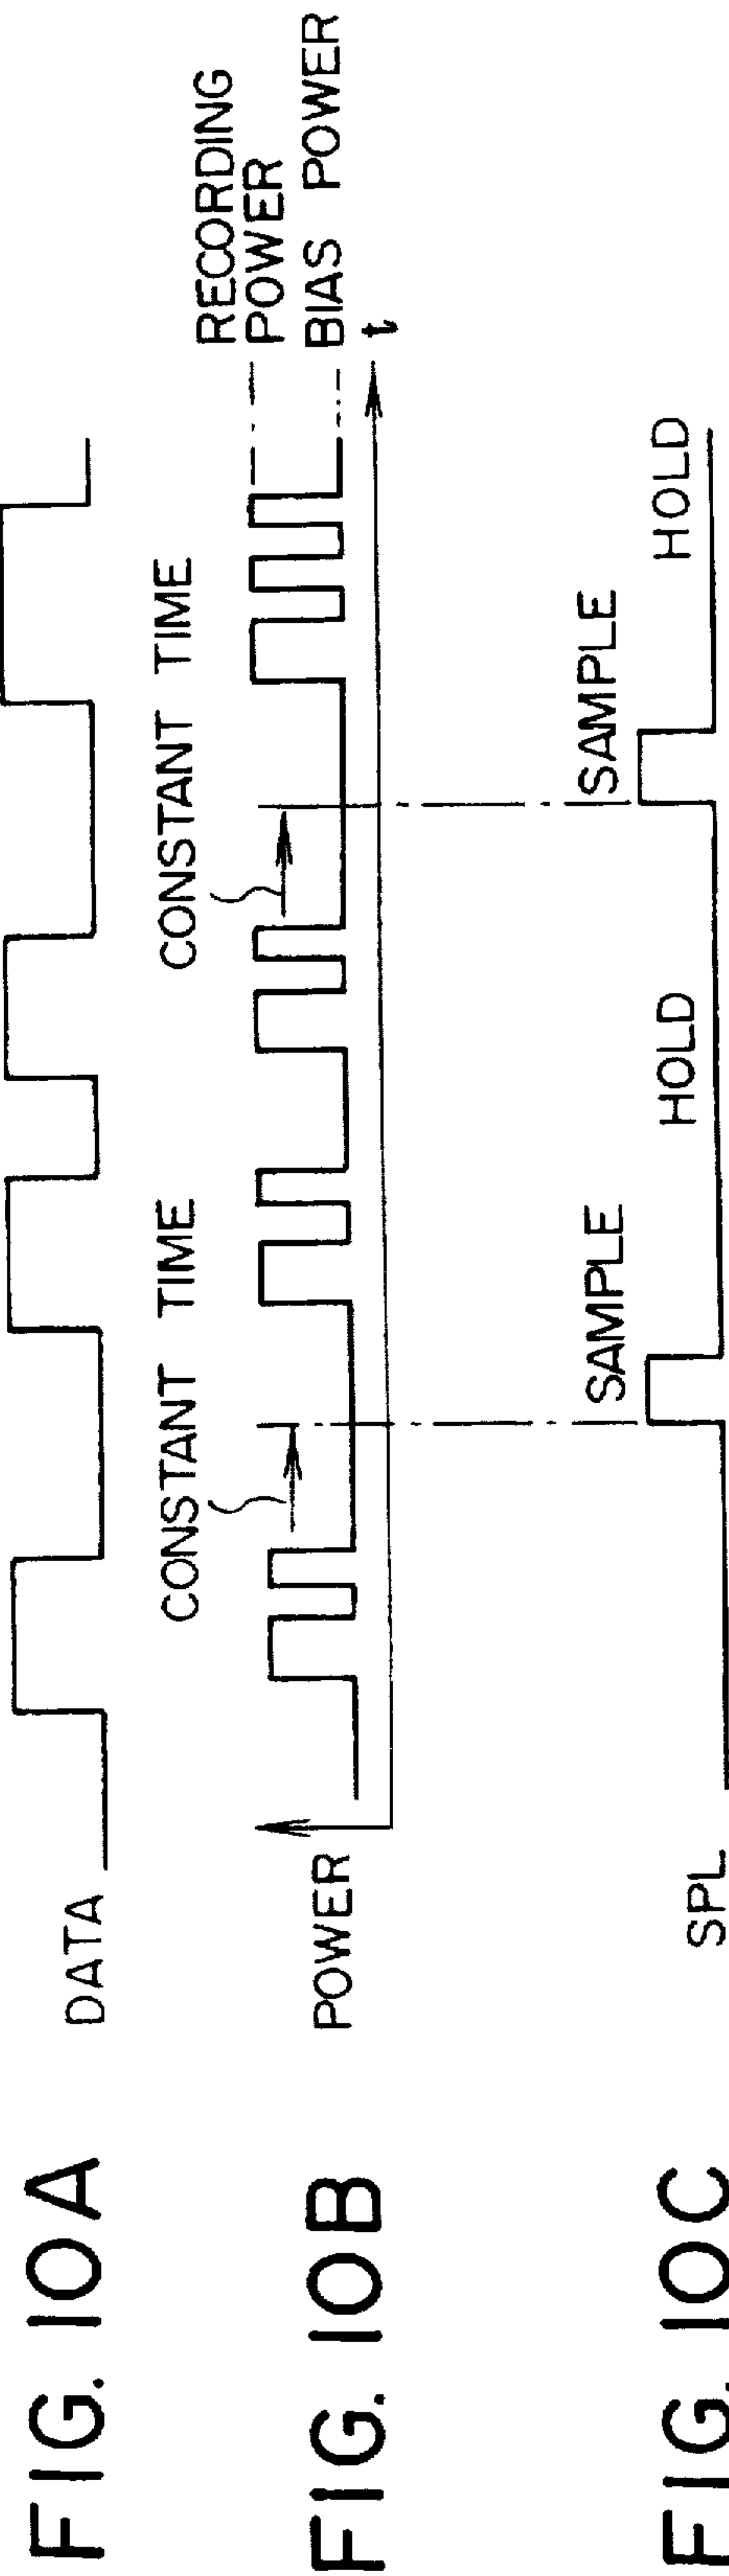 FIG. 10A
DATA
FIG. 10B
POWER
CONSTANT TIME
CONSTANT TIME
RECORDING
POWER
BIAS POWER
t
FIG. 10C
SPL
SAMPLE
HOLD
SAMPLE
HOLD